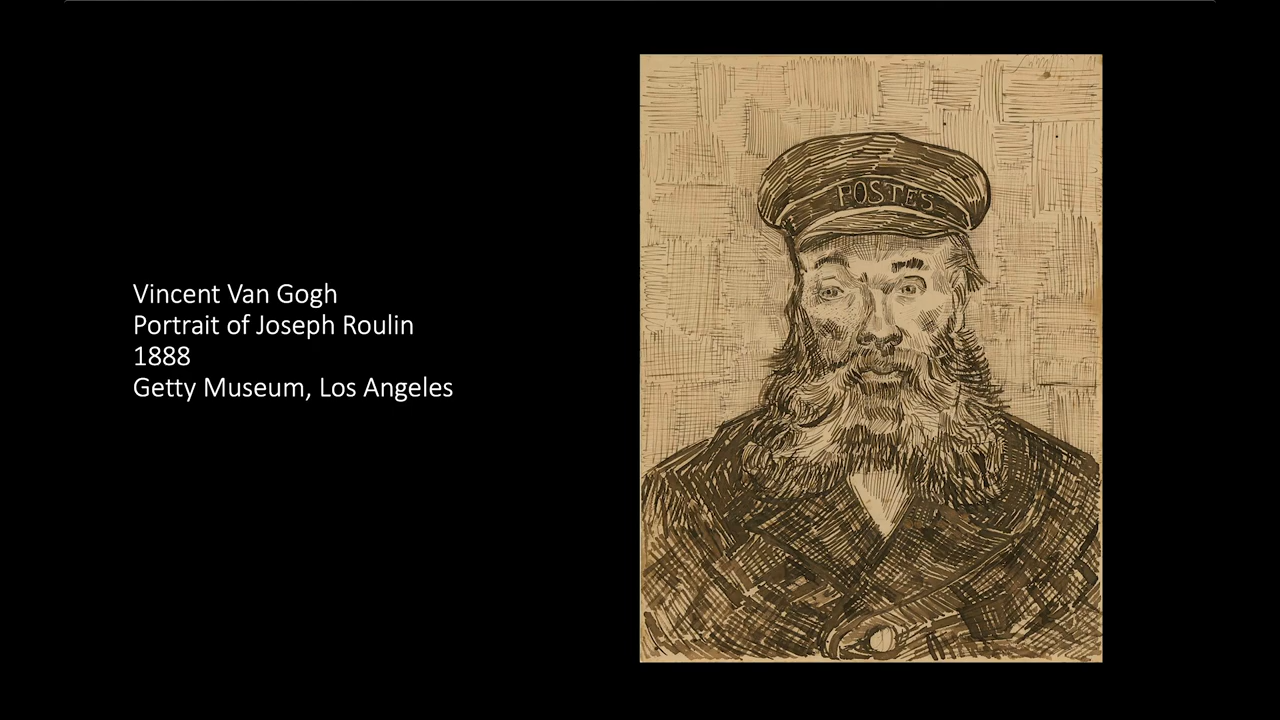 Vincent Van Gogh
Portrait of Joseph Roulin
1888
Getty Museum, Los Angeles
POSTES